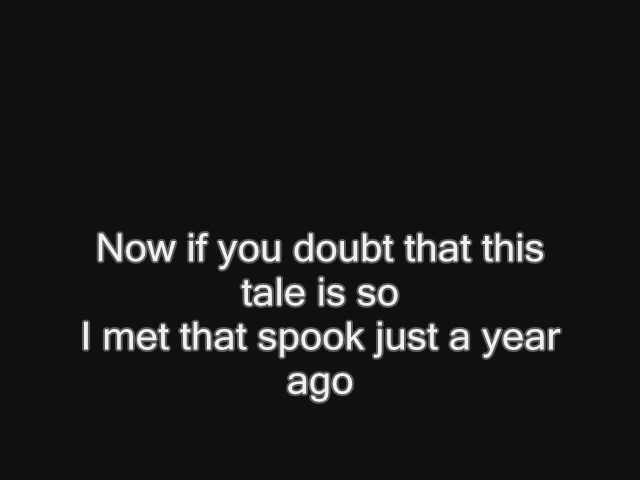 Now if you doubt that this
tale is so
I met that spook just a year
ago